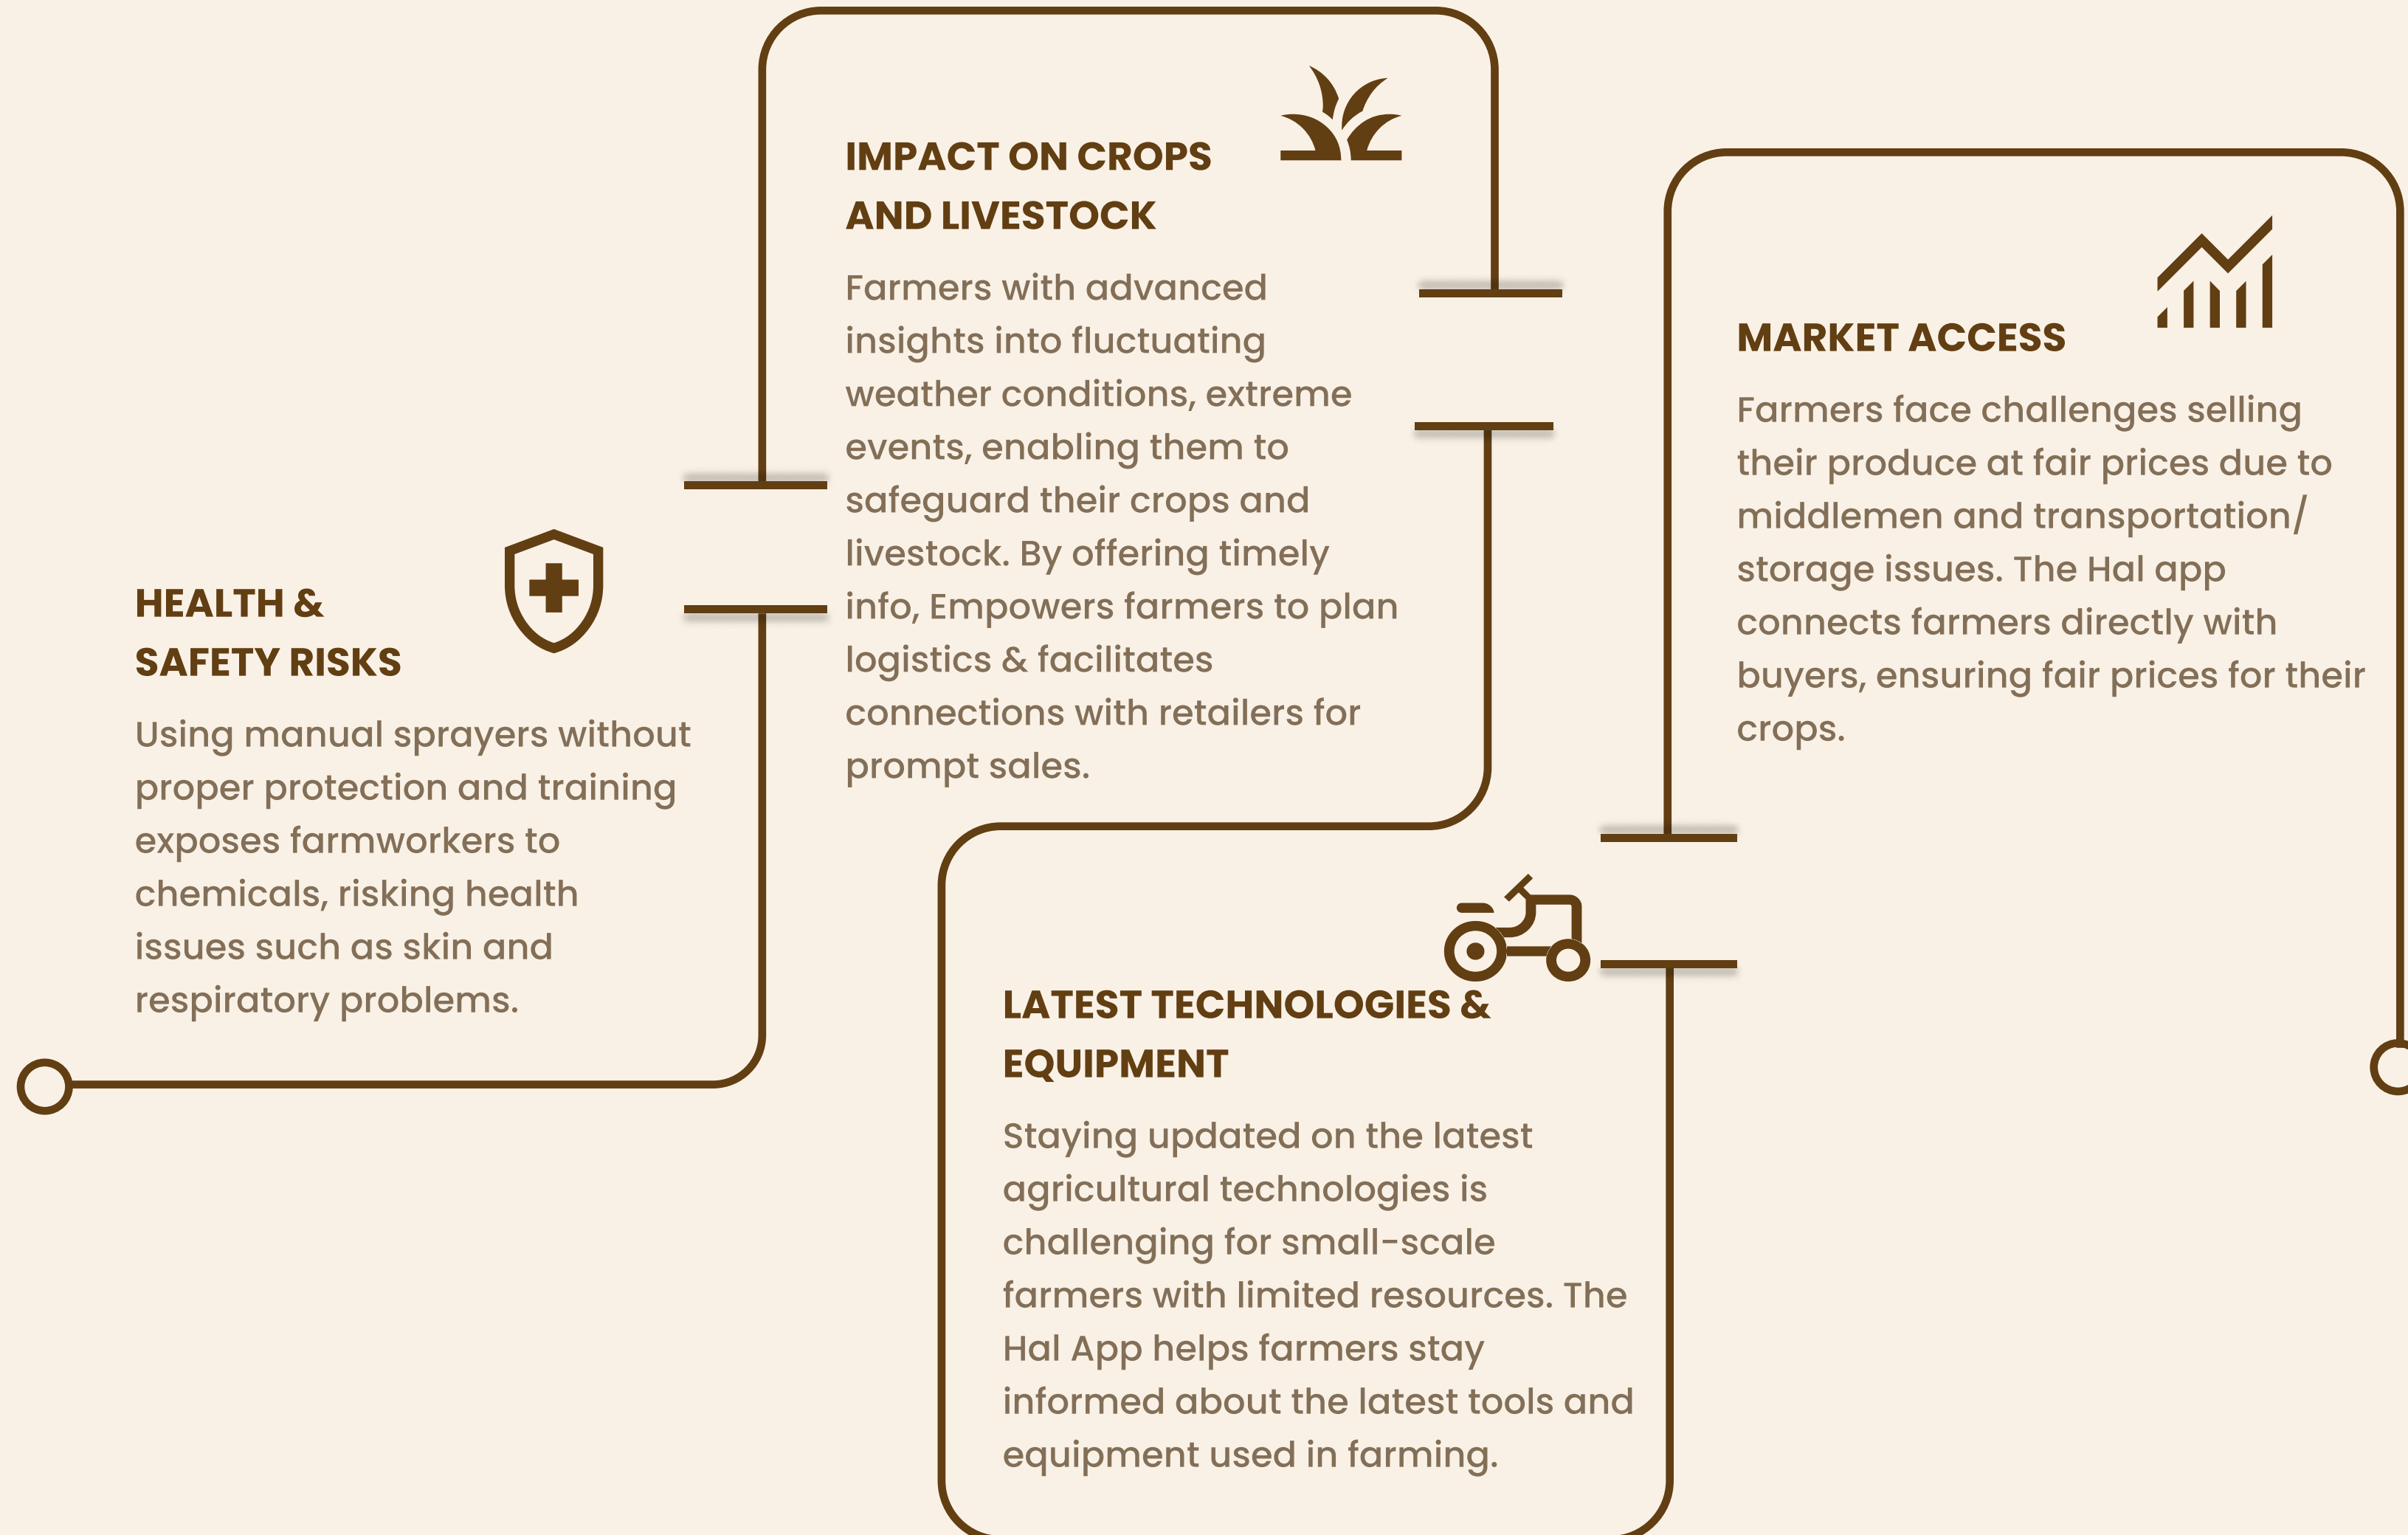 HEALTH &
SAFETY RISKS
Using manual sprayers without
proper protection and training
exposes farmworkers to
chemicals, risking health
issues such as skin and
respiratory problems.
IMPACT ON CROPS
AND LIVESTOCK
Farmers with advanced
insights into fluctuating
weather conditions, extreme
events, enabling them to
safeguard their crops and
livestock. By offering timely
info, Empowers farmers to plan
logistics & facilitates
connections with retailers for
prompt sales.
LATEST TECHNOLOGIES &
EQUIPMENT
Staying updated on the latest
agricultural technologies is
challenging for small-scale
farmers with limited resources. The
Hal App helps farmers stay
informed about the latest tools and
equipment used in farming.
MARKET ACCESS
Farmers face challenges selling
their produce at fair prices due to
middlemen and transportation/
storage issues. The Hal app
connects farmers directly with
buyers, ensuring fair prices for their
crops.